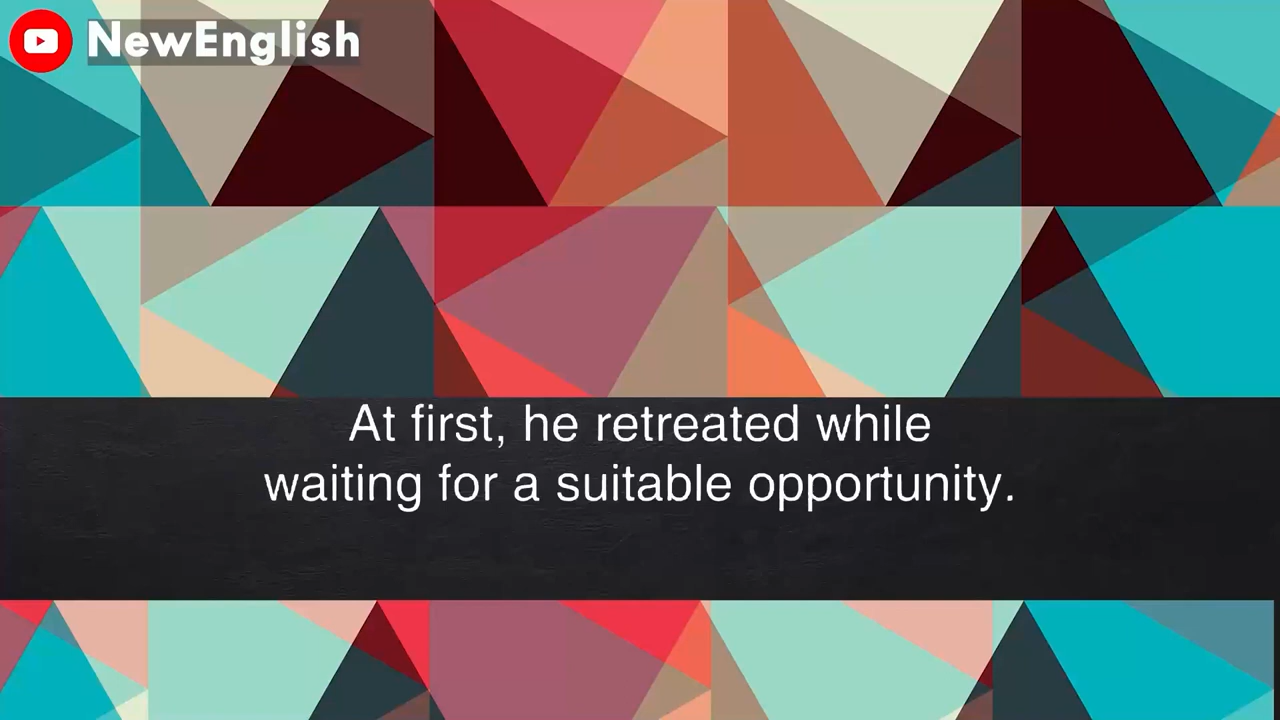 NewEnglish
At first, he retreated while
waiting for a suitable opportunity.